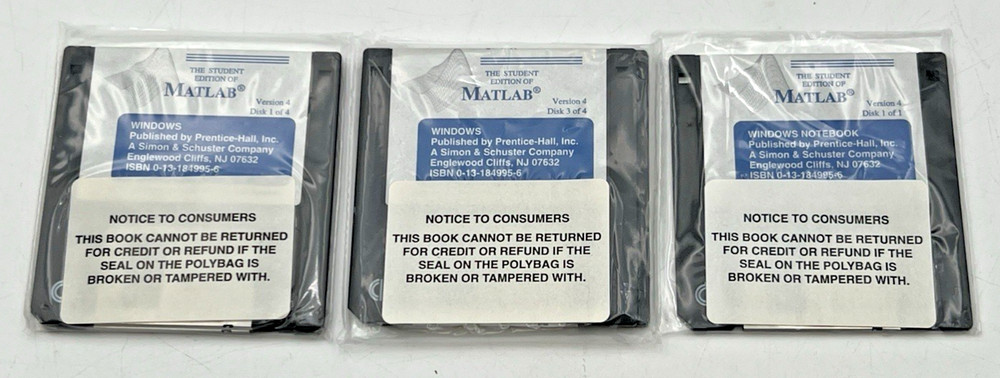 THE STUDENT
EDITION OF
MATLAB®
Version 4
Disk 1 of 4
WINDOWS
Published by Prentice-Hall, Inc.
A Simon & Schuster Company
Englewood Cliffs, NJ 07632
ISBN 0-13-184995-6
NOTICE TO CONSUMERS
THIS BOOK CANNOT BE RETURNED
FOR CREDIT OR REFUND IF THE
SEAL ON THE POLYBAG IS
BROKEN OR TAMPERED WITH.
THE STUDENT
EDITION OF
MATLAB®
Version 4
Disk 3 of 4
WINDOWS
Published by Prentice-Hall, Inc.
A Simon & Schuster Company
Englewood Cliffs, NJ 07632
ISBN 0-13-184995-6
NOTICE TO CONSUMERS
THIS BOOK CANNOT BE RETURNED
FOR CREDIT OR REFUND IF THE
SEAL ON THE POLYBAG IS
BROKEN OR TAMPERED WITH.
THE STUDENT
EDITION OF
MATLAB®
Version 4
Disk 1 of 1
WINDOWS NOTEBOOK
Published by Prentice-Hall, Inc.
A Simon & Schuster Company
Englewood Cliffs, NJ 07632
ISBN 0-13-184995-6
NOTICE TO CONSUMERS
THIS BOOK CANNOT BE RETURNED
FOR CREDIT OR REFUND IF THE
SEAL ON THE POLYBAG IS
BROKEN OR TAMPERED WITH.